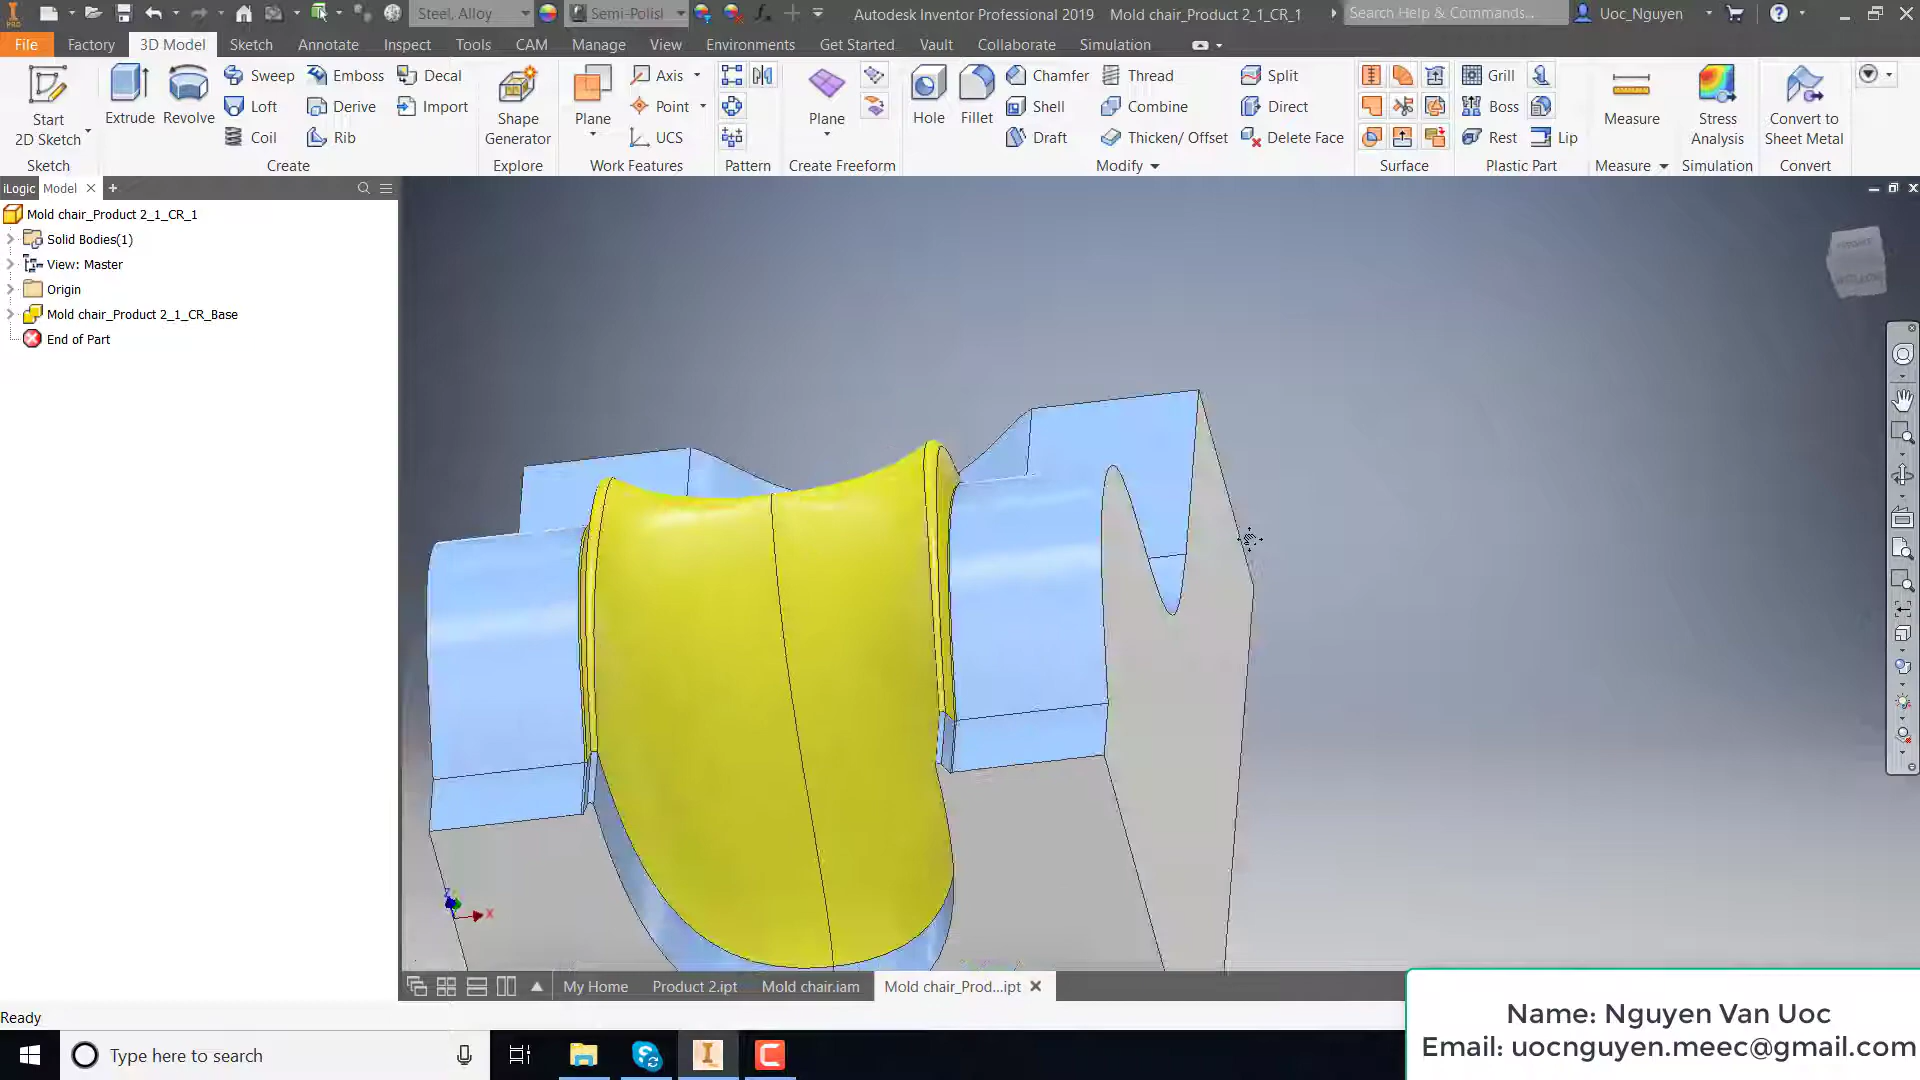 Steel, Alloy
Semi-Polisl
Autodesk Inventor Professional 2019 Mold chair_Product 2_1_CR_1
Search Help & Commands...
Uoc_Nguyen
File Factory 3D Model Sketch Annotate Inspect Tools CAM Manage View Environments Get Started Vault Collaborate Simulation
Start
2D Sketch
Extrude
Revolve
Sweep
Loft
Coil
Emboss
Derive
Rib
Decal
Import
Shape
Generator
Plane
Axis
Point
UCS
Plane
Hole
Fillet
Chamfer
Shell
Draft
Thread
Combine
Thicken/ Offset
Split
Direct
Delete Face
Grill
Boss
Rest
Lip
Measure
Stress
Analysis
Convert to
Sheet Metal
Sketch Create Explore Work Features Pattern Create Freeform Modify Surface Plastic Part Measure Simulation Convert
iLogic Model
Mold chair_Product 2_1_CR_1
Solid Bodies(1)
View: Master
Origin
Mold chair_Product 2_1_CR_Base
End of Part
Z
X
My Home Product 2.ipt Mold chair.iam Mold chair_Prod...ipt
Ready
Type here to search
Name: Nguyen Van Uoc
Email: uocnguyen.meec@gmail.com